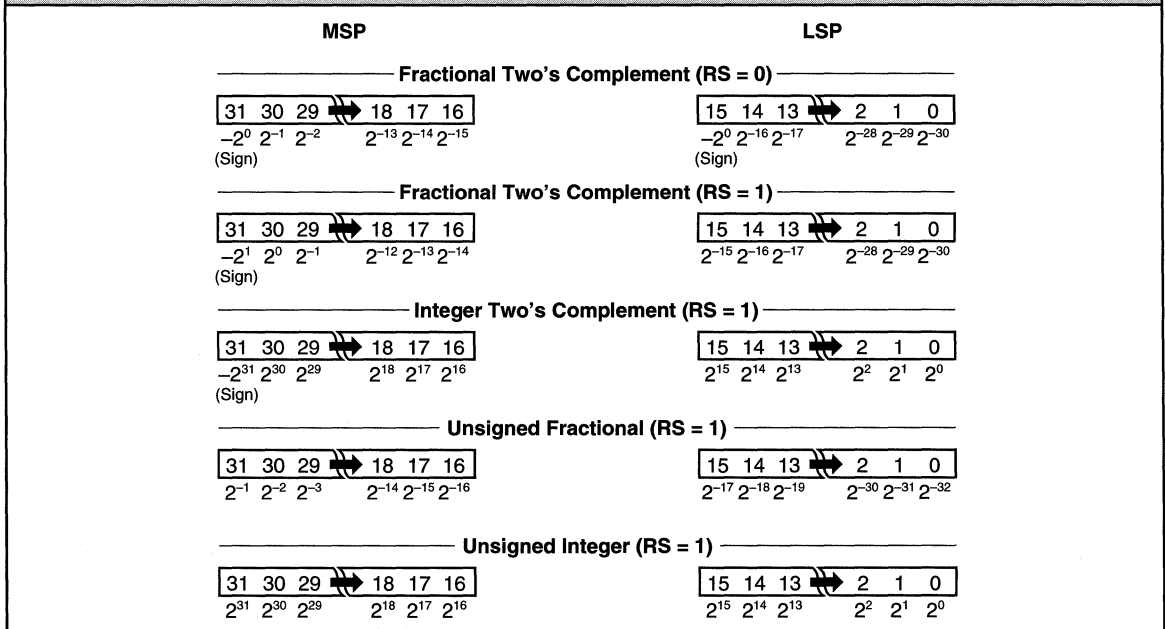 MSP LSP
Fractional Two's Complement (RS = 0)
31 30 29 18 17 16 15 14 13 2 1 0
–2⁰ 2⁻¹ 2⁻² 2⁻¹³ 2⁻¹⁴ 2⁻¹⁵ –2⁰ 2⁻¹⁶ 2⁻¹⁷ 2⁻²⁸ 2⁻²⁹ 2⁻³⁰
(Sign) (Sign)
Fractional Two's Complement (RS = 1)
31 30 29 18 17 16 15 14 13 2 1 0
–2¹ 2⁰ 2⁻¹ 2⁻¹² 2⁻¹³ 2⁻¹⁴ 2⁻¹⁵ 2⁻¹⁶ 2⁻¹⁷ 2⁻²⁸ 2⁻²⁹ 2⁻³⁰
(Sign)
Integer Two's Complement (RS = 1)
31 30 29 18 17 16 15 14 13 2 1 0
–2³¹ 2³⁰ 2²⁹ 2¹⁸ 2¹⁷ 2¹⁶ 2¹⁵ 2¹⁴ 2¹³ 2² 2¹ 2⁰
(Sign)
Unsigned Fractional (RS = 1)
31 30 29 18 17 16 15 14 13 2 1 0
2⁻¹ 2⁻² 2⁻³ 2⁻¹⁴ 2⁻¹⁵ 2⁻¹⁶ 2⁻¹⁷ 2⁻¹⁸ 2⁻¹⁹ 2⁻³⁰ 2⁻³¹ 2⁻³²
Unsigned Integer (RS = 1)
31 30 29 18 17 16 15 14 13 2 1 0
2³¹ 2³⁰ 2²⁹ 2¹⁸ 2¹⁷ 2¹⁶ 2¹⁵ 2¹⁴ 2¹³ 2² 2¹ 2⁰